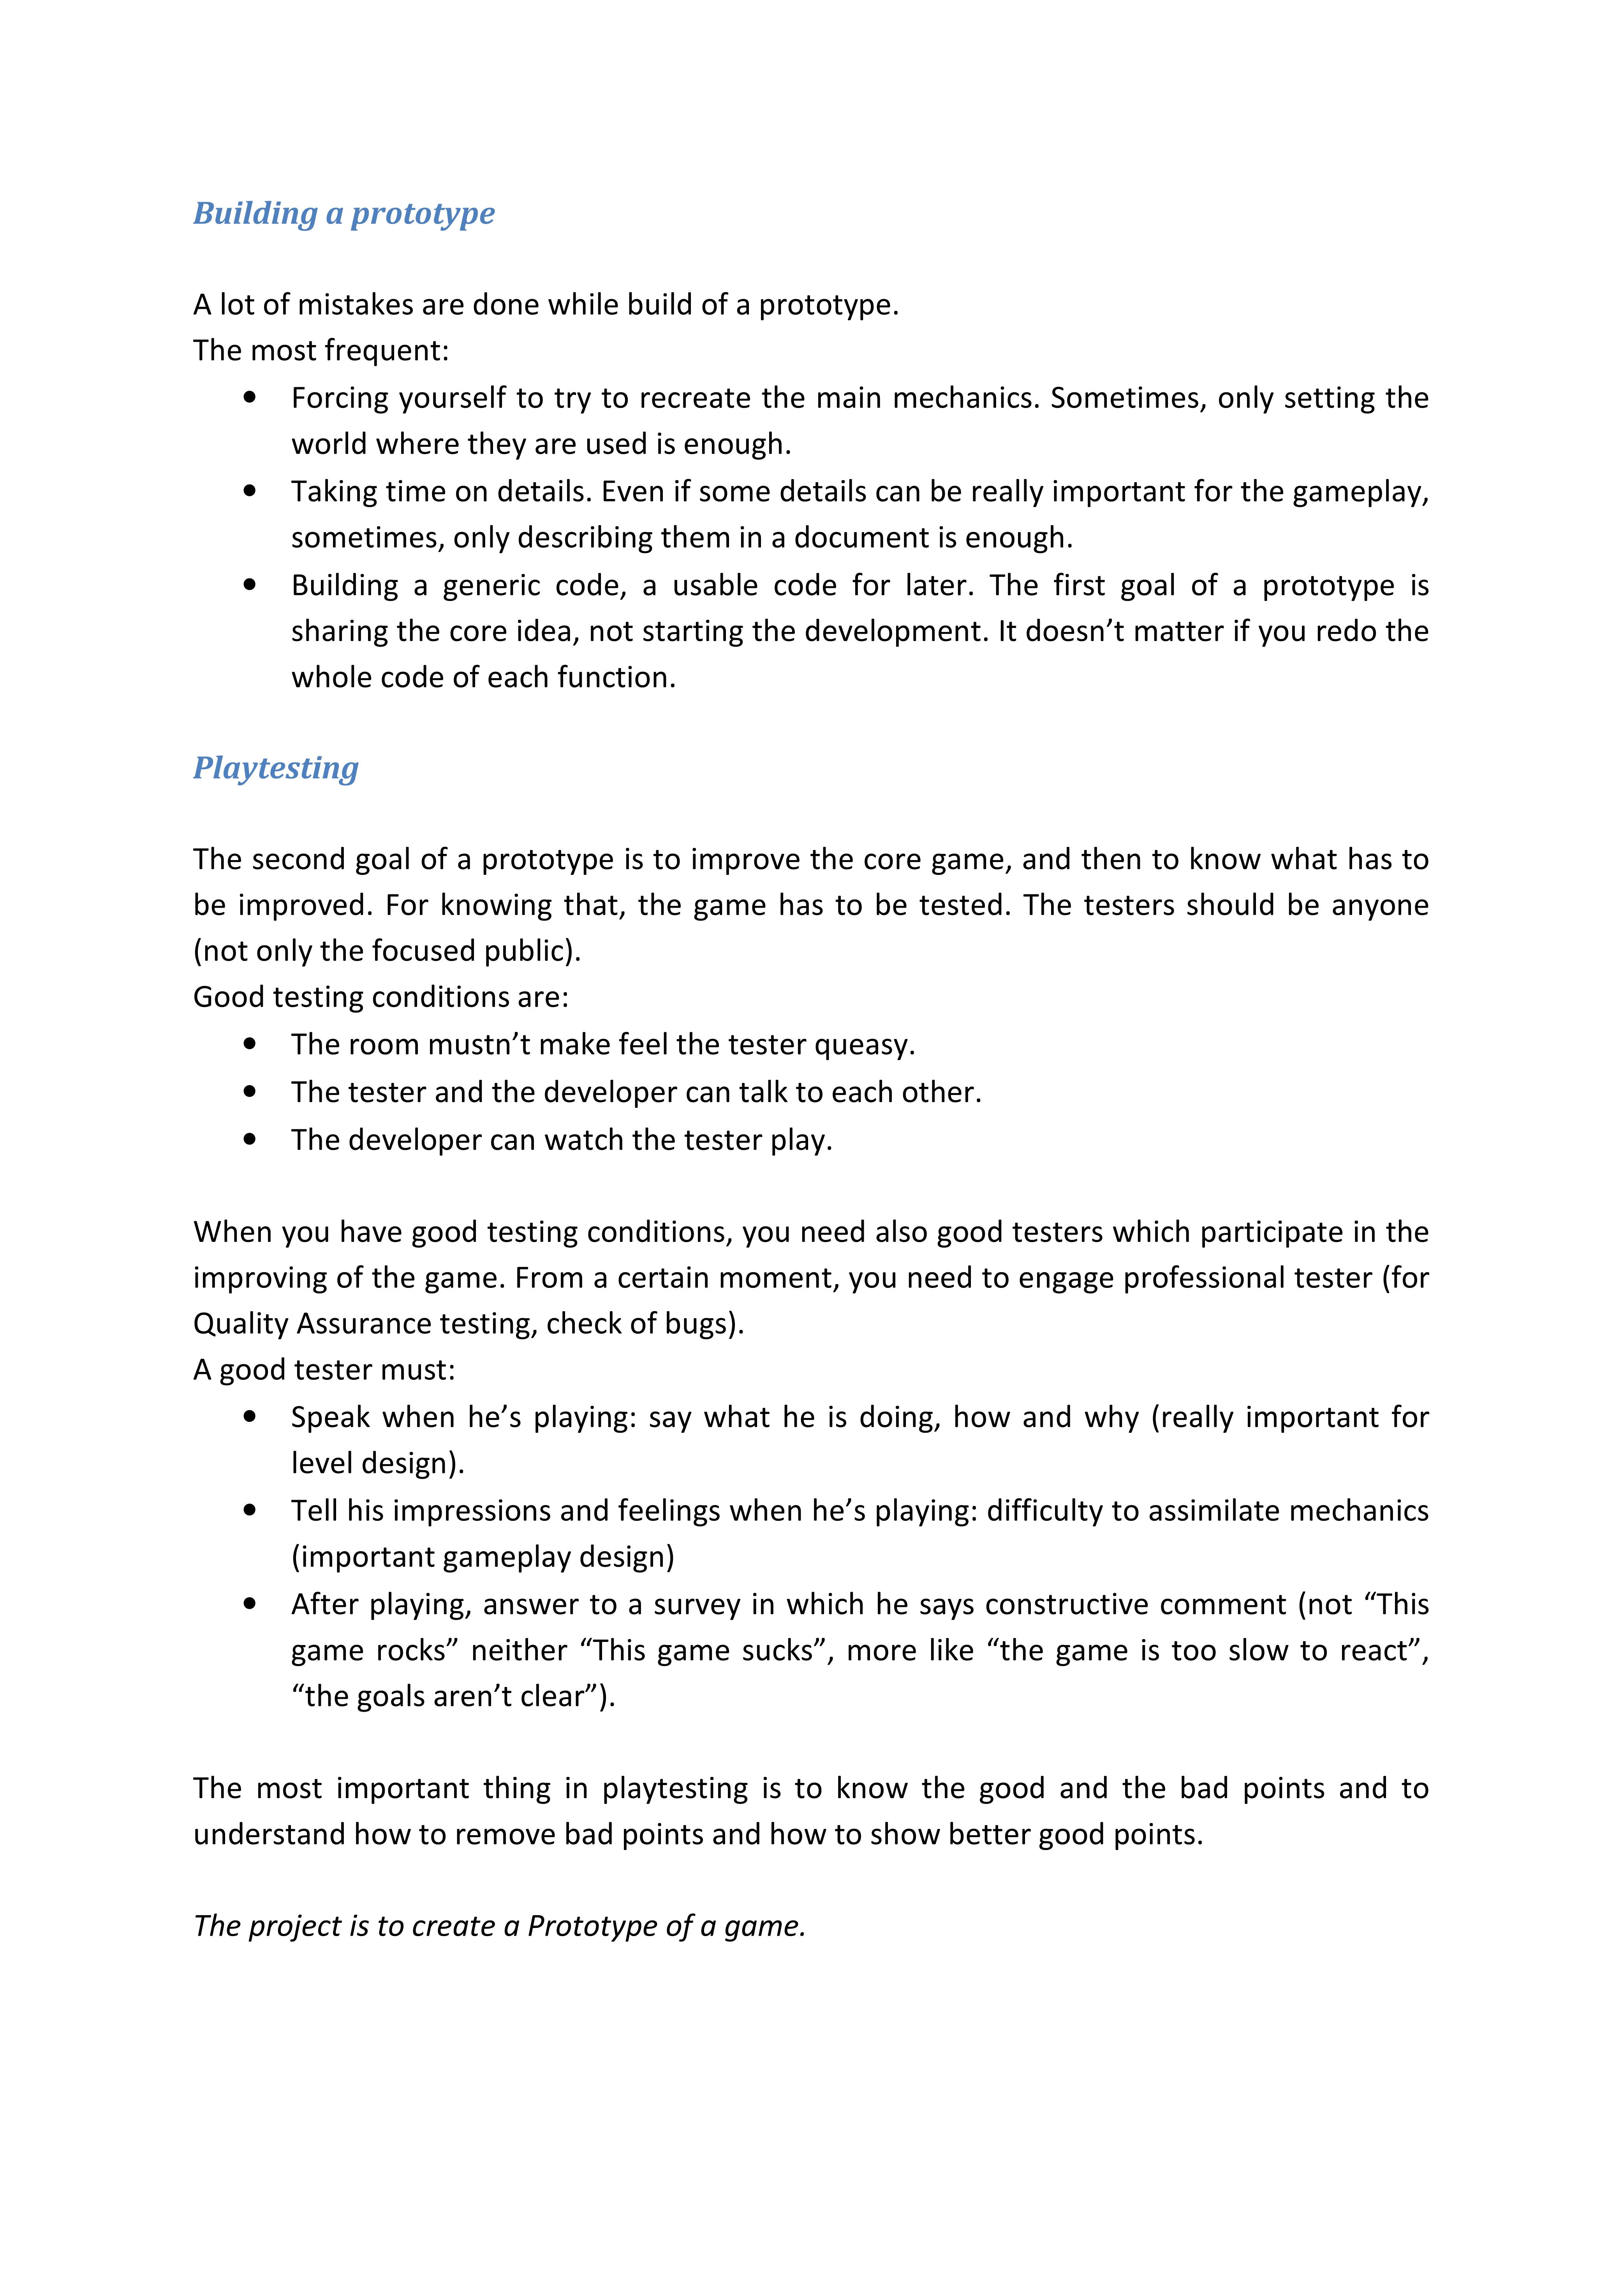 Building a prototype
A lot of mistakes are done while build of a prototype.
The most frequent:
• Forcing yourself to try to recreate the main mechanics. Sometimes, only setting the
world where they are used is enough.
• Taking time on details. Even if some details can be really important for the gameplay,
sometimes, only describing them in a document is enough.
• Building a generic code, a usable code for later. The first goal of a prototype is
sharing the core idea, not starting the development. It doesn’t matter if you redo the
whole code of each function.
Playtesting
The second goal of a prototype is to improve the core game, and then to know what has to
be improved. For knowing that, the game has to be tested. The testers should be anyone
(not only the focused public).
Good testing conditions are:
• The room mustn’t make feel the tester queasy.
• The tester and the developer can talk to each other.
• The developer can watch the tester play.
When you have good testing conditions, you need also good testers which participate in the
improving of the game. From a certain moment, you need to engage professional tester (for
Quality Assurance testing, check of bugs).
A good tester must:
• Speak when he’s playing: say what he is doing, how and why (really important for
level design).
• Tell his impressions and feelings when he’s playing: difficulty to assimilate mechanics
(important gameplay design)
• After playing, answer to a survey in which he says constructive comment (not “This
game rocks” neither “This game sucks”, more like “the game is too slow to react”,
“the goals aren’t clear”).
The most important thing in playtesting is to know the good and the bad points and to
understand how to remove bad points and how to show better good points.
The project is to create a Prototype of a game.